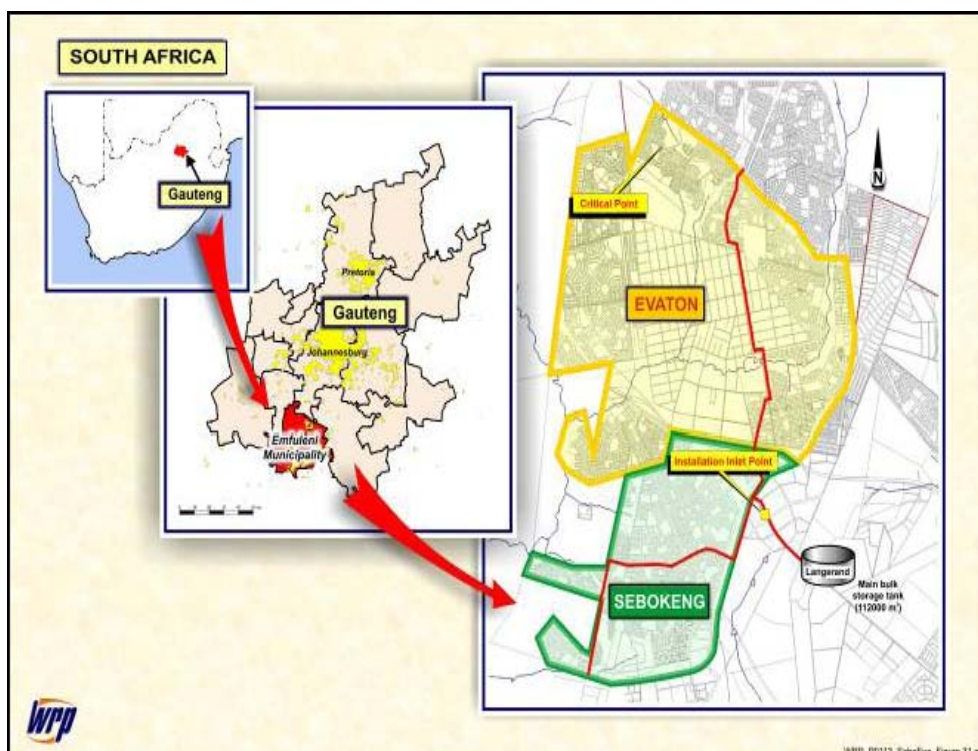 SOUTH AFRICA
Gauteng
Pretoria
Gauteng
Johannesburg
Emfuleni
Municipality
N
Critical Point
EVATON
Installation Inlet Point
Langerand
Main bulk
storage tank
(112000 m³)
SEBOKENG
wrp